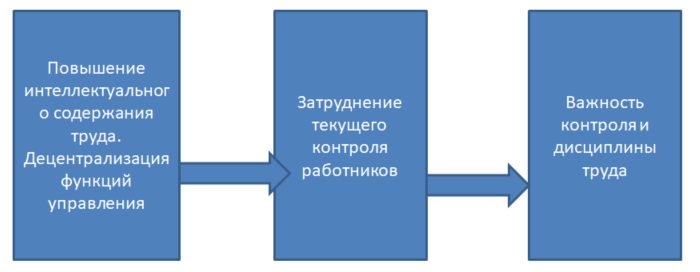 Повышение
интеллектуальног
о содержания
труда.
Децентрализация
функций
управления
Затруднение
текущего
контроля
работников
Важность
контроля и
дисциплины
труда